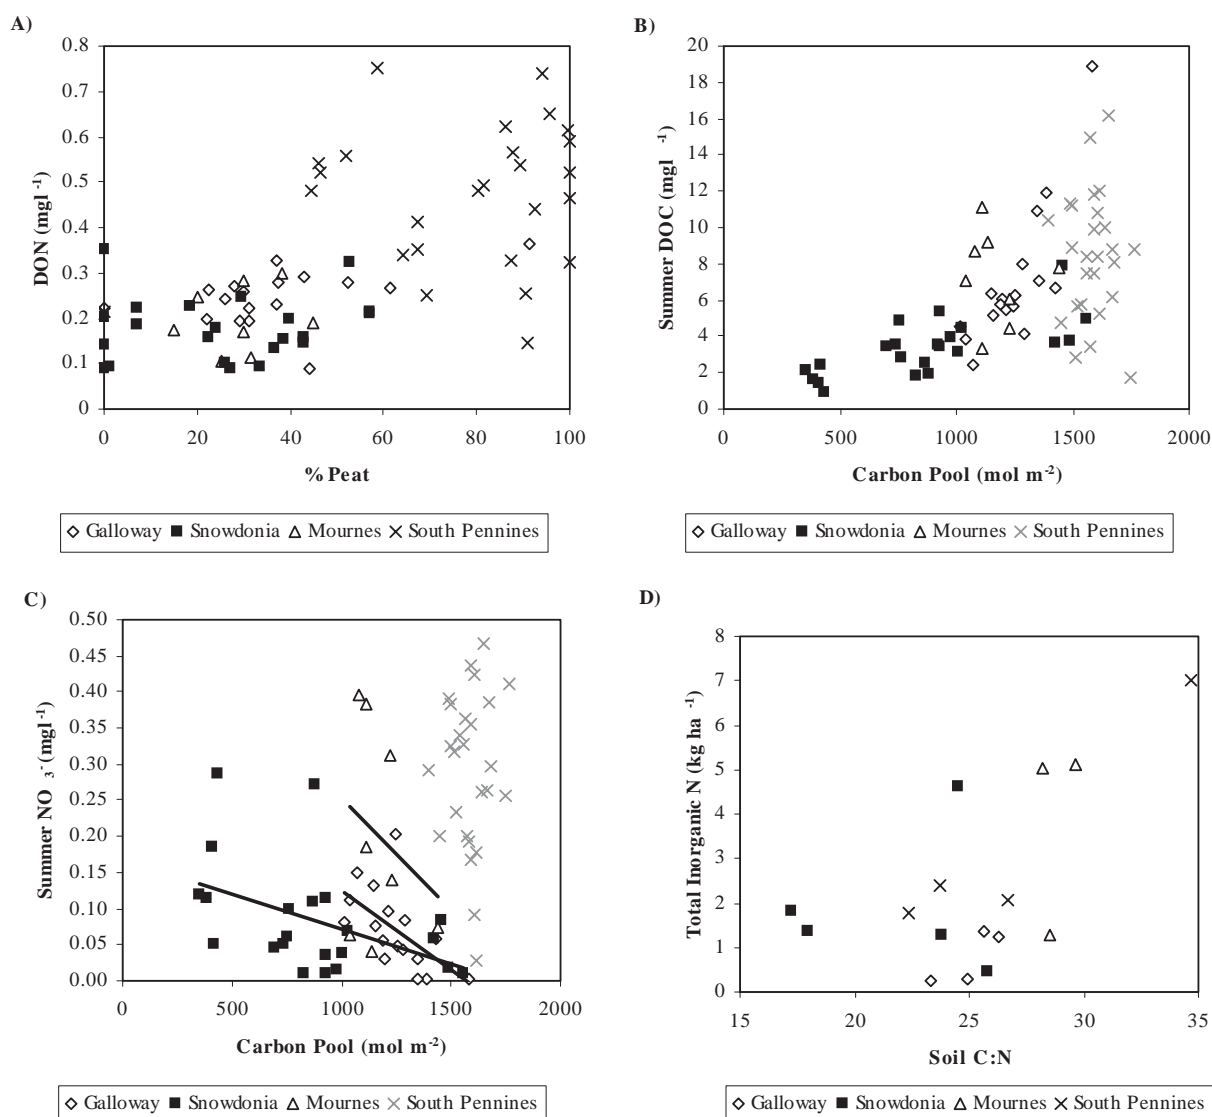 A)
0.8
0.7
0.6
0.5
0.4
0.3
0.2
0.1
0
DON (mgl -1)
0 20 40 60 80 100
% Peat
◇ Galloway ■ Snowdonia △ Mournes × South Pennines
B)
20
18
16
14
12
10
8
6
4
2
0
Summer DOC (mgl -1)
0 500 1000 1500 2000
Carbon Pool (mol m-2)
◇ Galloway ■ Snowdonia △ Mournes × South Pennines
C)
0.50
0.45
0.40
0.35
0.30
0.25
0.20
0.15
0.10
0.05
0.00
Summer NO 3- (mgl-1)
0 500 1000 1500 2000
Carbon Pool (mol m-2)
◇ Galloway ■ Snowdonia △ Mournes × South Pennines
D)
8
7
6
5
4
3
2
1
0
Total Inorganic N (kg ha -1)
15 20 25 30 35
Soil C:N
◇ Galloway ■ Snowdonia △ Mournes × South Pennines